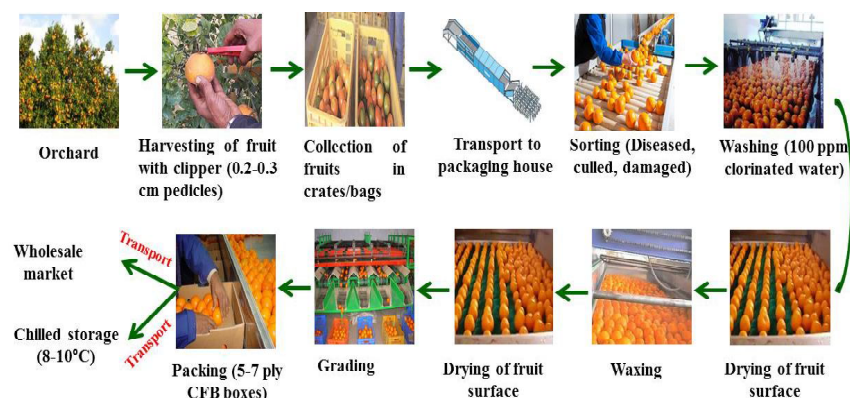 Orchard
Harvesting of fruit
with clipper (0.2-0.3
cm pedicles)
Collection of
fruits in
crates/bags
Transport to
packaging house
Sorting (Diseased,
culled, damaged)
Washing (100 ppm
clorinated water)
Drying of fruit
surface
Waxing
Drying of fruit
surface
Grading
Packing (5-7 ply
CFB boxes)
Transport
Wholesale
market
Transport
Chilled storage
(8-10°C)